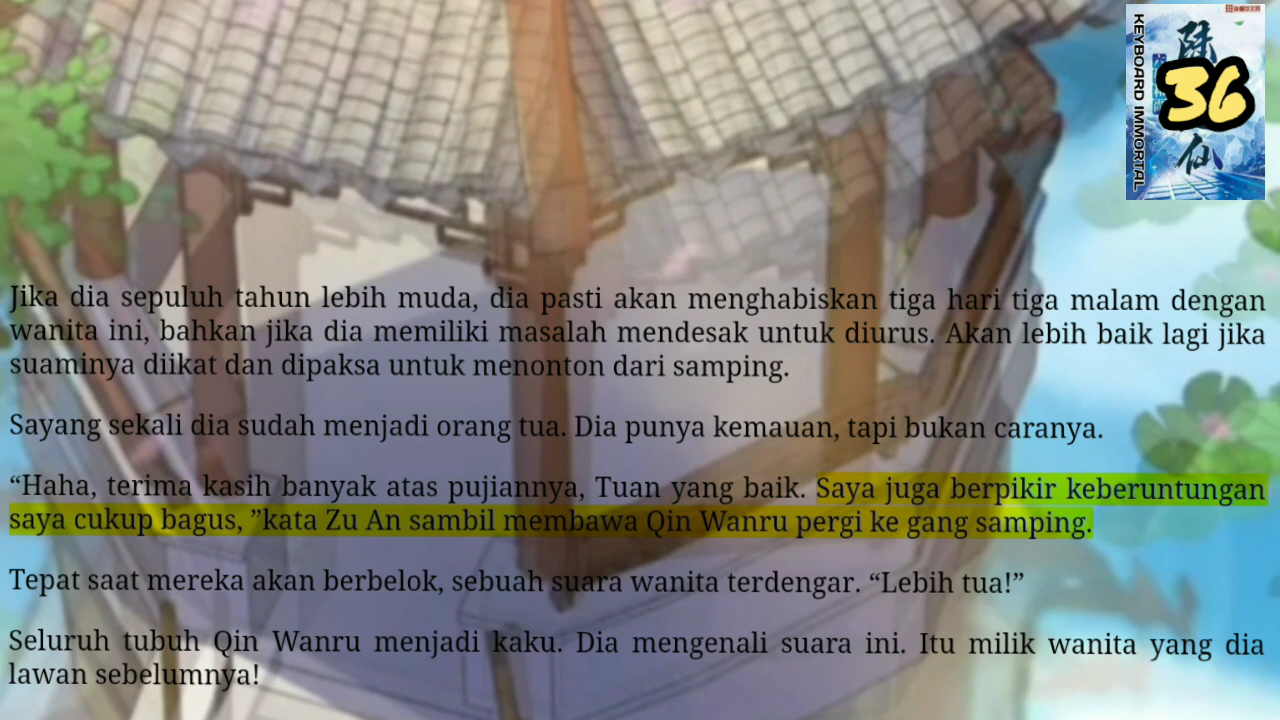 KEYBOARD IMMORTAL
陆
36
仙
Jika dia sepuluh tahun lebih muda, dia pasti akan menghabiskan tiga hari tiga malam dengan
wanita ini, bahkan jika dia memiliki masalah mendesak untuk diurus. Akan lebih baik lagi jika
suaminya diikat dan dipaksa untuk menonton dari samping.
Sayang sekali dia sudah menjadi orang tua. Dia punya kemauan, tapi bukan caranya.
“Haha, terima kasih banyak atas pujiannya, Tuan yang baik. Saya juga berpikir keberuntungan
saya cukup bagus, ”kata Zu An sambil membawa Qin Wanru pergi ke gang samping.
Tepat saat mereka akan berbelok, sebuah suara wanita terdengar. “Lebih tua!”
Seluruh tubuh Qin Wanru menjadi kaku. Dia mengenali suara ini. Itu milik wanita yang dia
lawan sebelumnya!